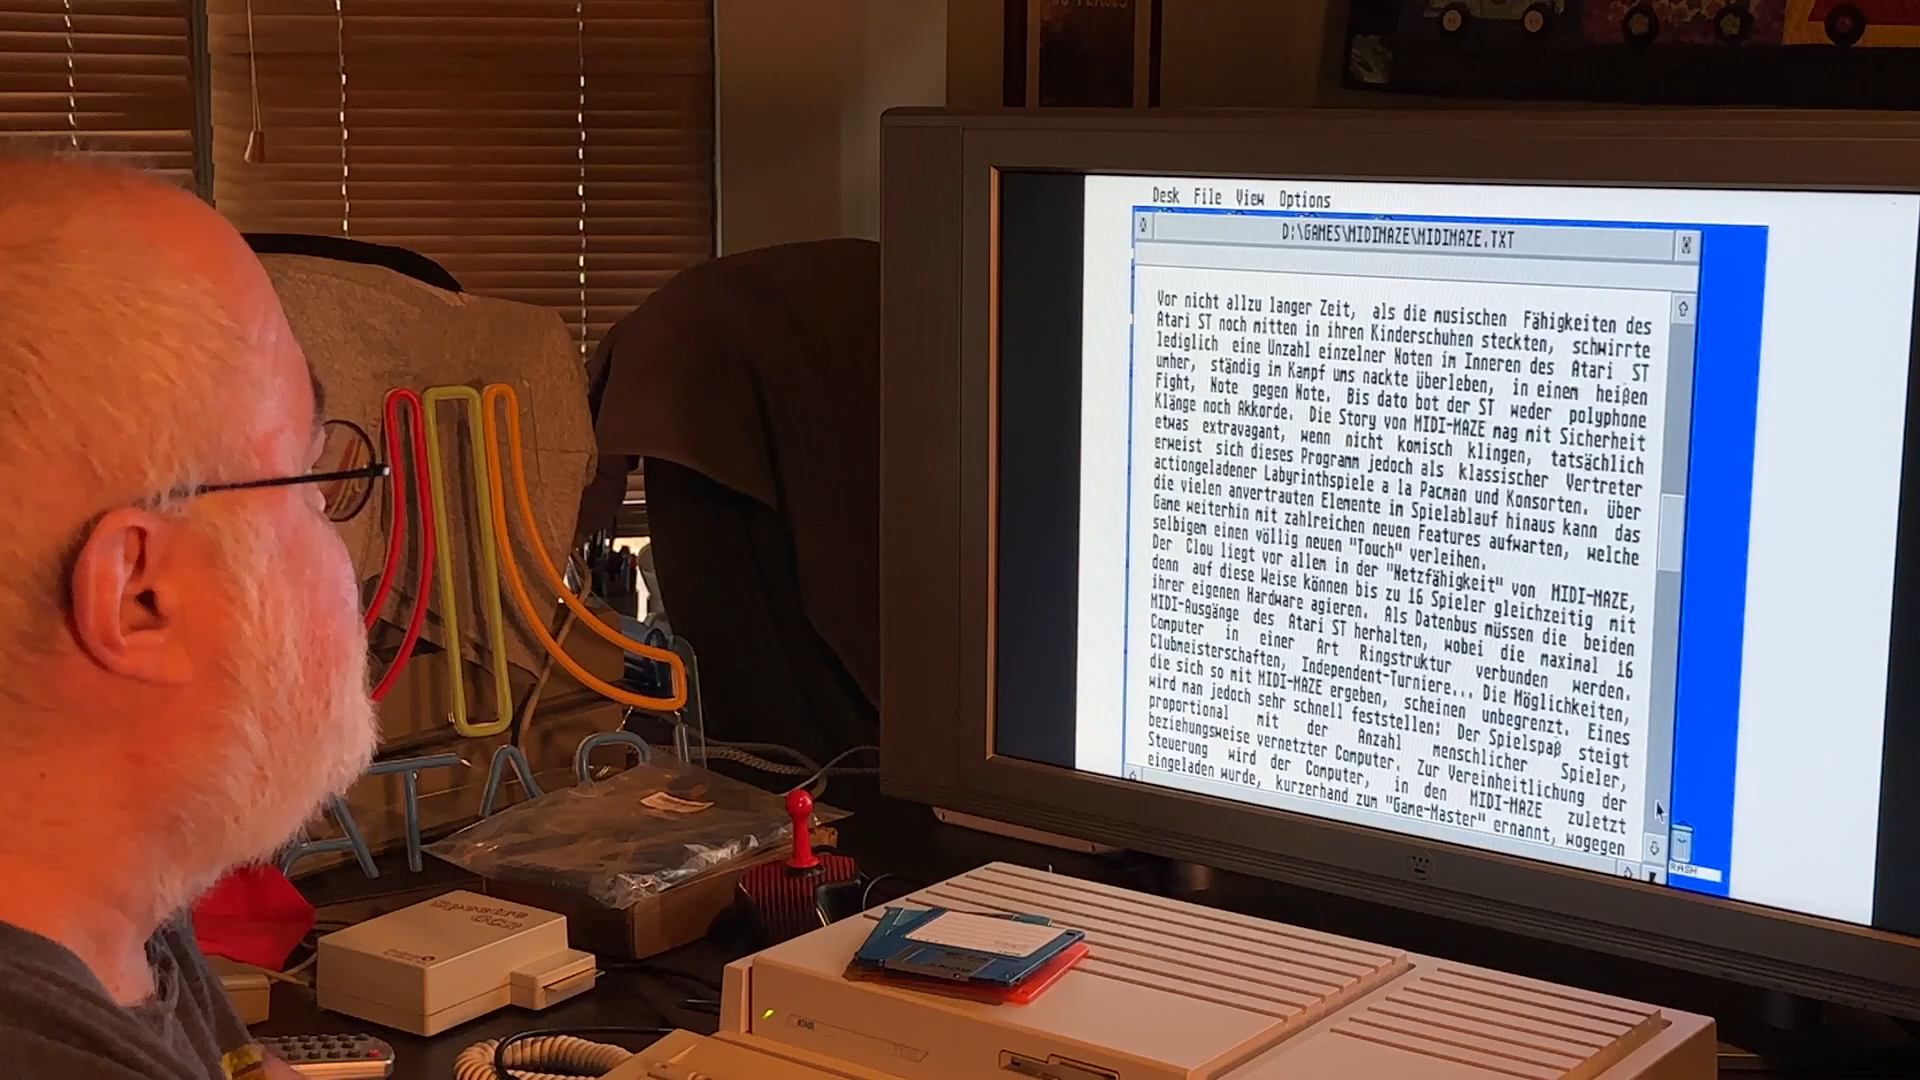 Desk File View Options
D:\GAMES\MIDIMAZE\MIDIMAZE.TXT
Vor nicht allzu langer Zeit, als die musischen Fähigkeiten des
Atari ST noch mitten in ihren Kinderschuhen steckten, schwirrte
lediglich eine Unzahl einzelner Noten im Inneren des Atari ST
umher, ständig im Kampf ums nackte überleben, in einem heißen
Fight, Note gegen Note. Bis dato bot der ST weder polyphone
Klänge noch Akkorde. Die Story von MIDI-MAZE mag mit Sicherheit
etwas extravagant, wenn nicht komisch klingen, tatsächlich
erweist sich dieses Programm jedoch als klassischer Vertreter
actiongeladener Labyrinthspiele a la Pacman und Konsorten. Über
die vielen anvertrauten Elemente im Spielablauf hinaus kann das
Game weiterhin mit zahlreichen neuen Features aufwarten, welche
selbigem einen völlig neuen "Touch" verleihen.
Der Clou liegt vor allem in der "Netzfähigkeit" von MIDI-MAZE,
denn auf diese Weise können bis zu 16 Spieler gleichzeitig mit
ihrer eigenen Hardware agieren. Als Datenbus müssen die beiden
MIDI-Ausgänge des Atari ST herhalten, wobei die maximal 16
Computer in einer Art Ringstruktur verbunden werden.
Clubmeisterschaften, Independent-Turniere... Die Möglichkeiten,
die sich so mit MIDI-MAZE ergeben, scheinen unbegrenzt. Eines
wird man jedoch sehr schnell feststellen: Der Spielspaß steigt
proportional mit der Anzahl menschlicher Spieler,
beziehungsweise vernetzter Computer. Zur Vereinheitlichung der
Steuerung wird der Computer, in den MIDI-MAZE zuletzt
eingeladen wurde, kurzerhand zum "Game-Master" ernannt, wogegen
Spectre
GCR
ATARI